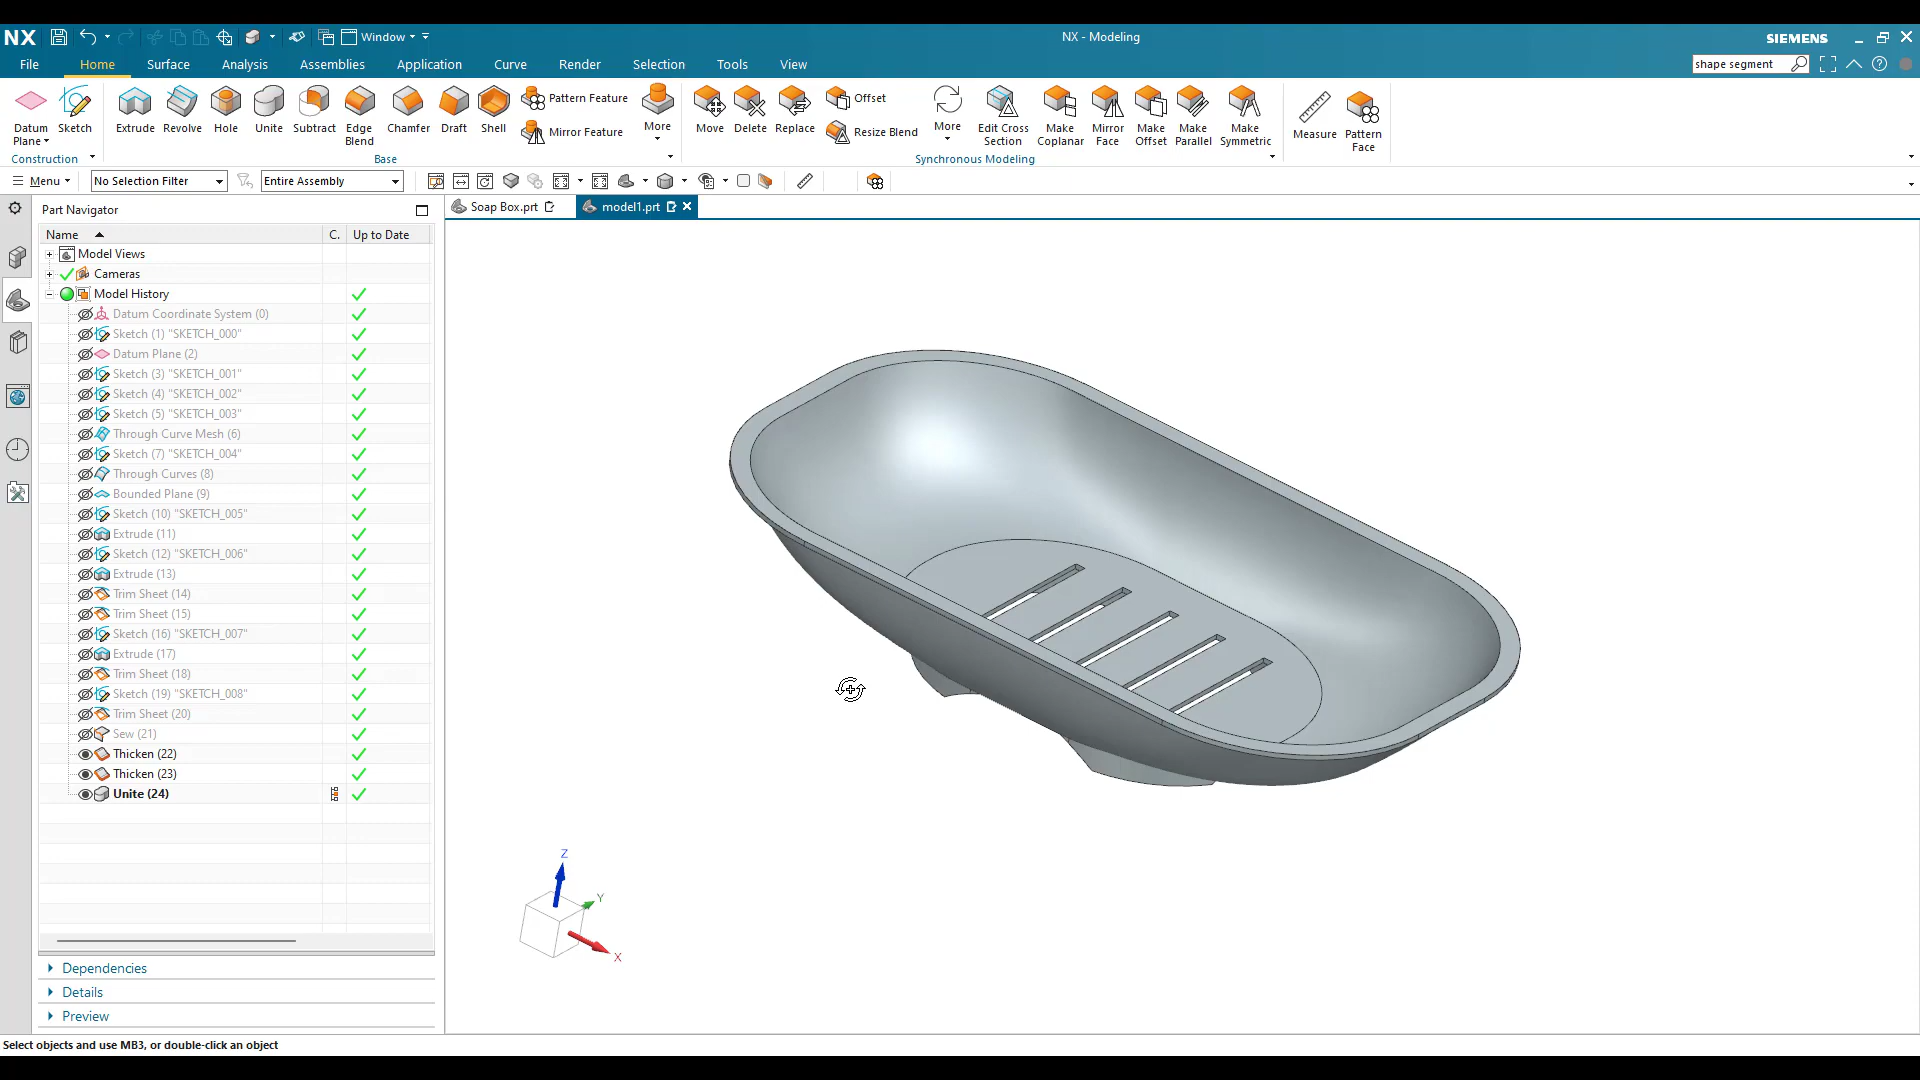 NX
Window
NX - Modeling
SIEMENS
File Home Surface Analysis Assemblies Application Curve Render Selection Tools View
shape segment
Datum Plane
Sketch
Extrude
Revolve
Hole
Unite
Subtract
Edge Blend
Chamfer
Draft
Shell
Pattern Feature
Mirror Feature
More
Move
Delete
Replace
Offset
Resize Blend
More
Edit Cross Section
Make Coplanar
Mirror Face
Make Offset
Make Parallel
Make Symmetric
Measure
Pattern Face
Construction
Base
Synchronous Modeling
Menu
No Selection Filter
Entire Assembly
Part Navigator
Soap Box.prt
model1.prt
Name C. Up to Date
Model Views
Cameras
Model History
Datum Coordinate System (0)
Sketch (1) "SKETCH_000"
Datum Plane (2)
Sketch (3) "SKETCH_001"
Sketch (4) "SKETCH_002"
Sketch (5) "SKETCH_003"
Through Curve Mesh (6)
Sketch (7) "SKETCH_004"
Through Curves (8)
Bounded Plane (9)
Sketch (10) "SKETCH_005"
Extrude (11)
Sketch (12) "SKETCH_006"
Extrude (13)
Trim Sheet (14)
Trim Sheet (15)
Sketch (16) "SKETCH_007"
Extrude (17)
Trim Sheet (18)
Sketch (19) "SKETCH_008"
Trim Sheet (20)
Sew (21)
Thicken (22)
Thicken (23)
Unite (24)
Z
Y
X
Dependencies
Details
Preview
Select objects and use MB3, or double-click an object